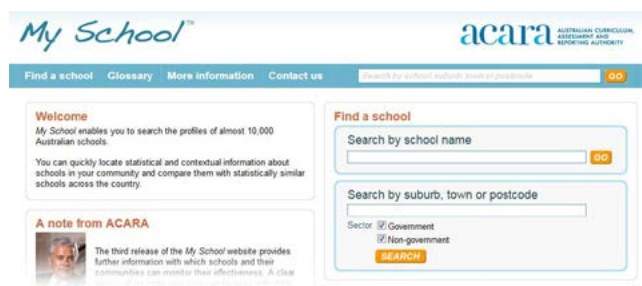 My School™
acara AUSTRALIAN CURRICULUM,
ASSESSMENT AND
REPORTING AUTHORITY
Find a school Glossary More information Contact us
Search by school, suburb, town or postcode GO
Welcome
My School enables you to search the profiles of almost 10,000
Australian schools.
You can quickly locate statistical and contextual information about
schools in your community and compare them with statistically similar
schools across the country.
A note from ACARA
The third release of the My School website provides
further information with which schools and their
communities can monitor their effectiveness. A clear
Find a school
Search by school name
GO
Search by suburb, town or postcode
Sector Government
Non-government
SEARCH